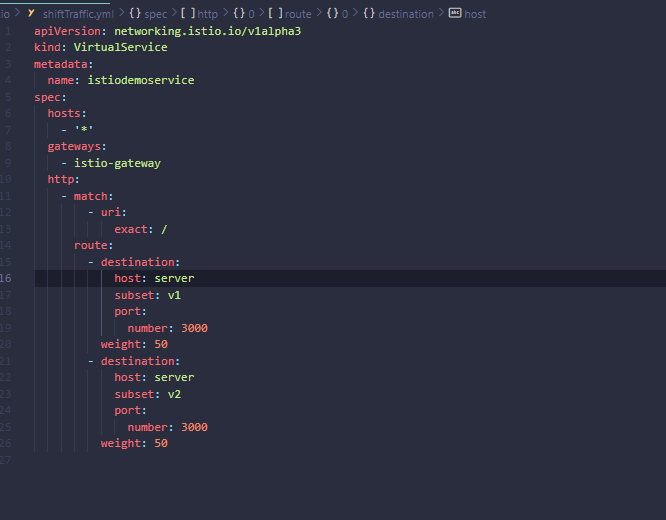 io > shiftTraffic.yml > {} spec > [ ] http > {} 0 > [ ] route > {} 0 > {} destination > abc host
1 apiVersion: networking.istio.io/v1alpha3
2 kind: VirtualService
3 metadata:
4   name: istiodemoservice
5 spec:
6   hosts:
7     - '*'
8   gateways:
9     - istio-gateway
10   http:
11     - match:
12         - uri:
13             exact: /
14       route:
15         - destination:
16             host: server
17             subset: v1
18             port:
19               number: 3000
20           weight: 50
21         - destination:
22             host: server
23             subset: v2
24             port:
25               number: 3000
26           weight: 50
27